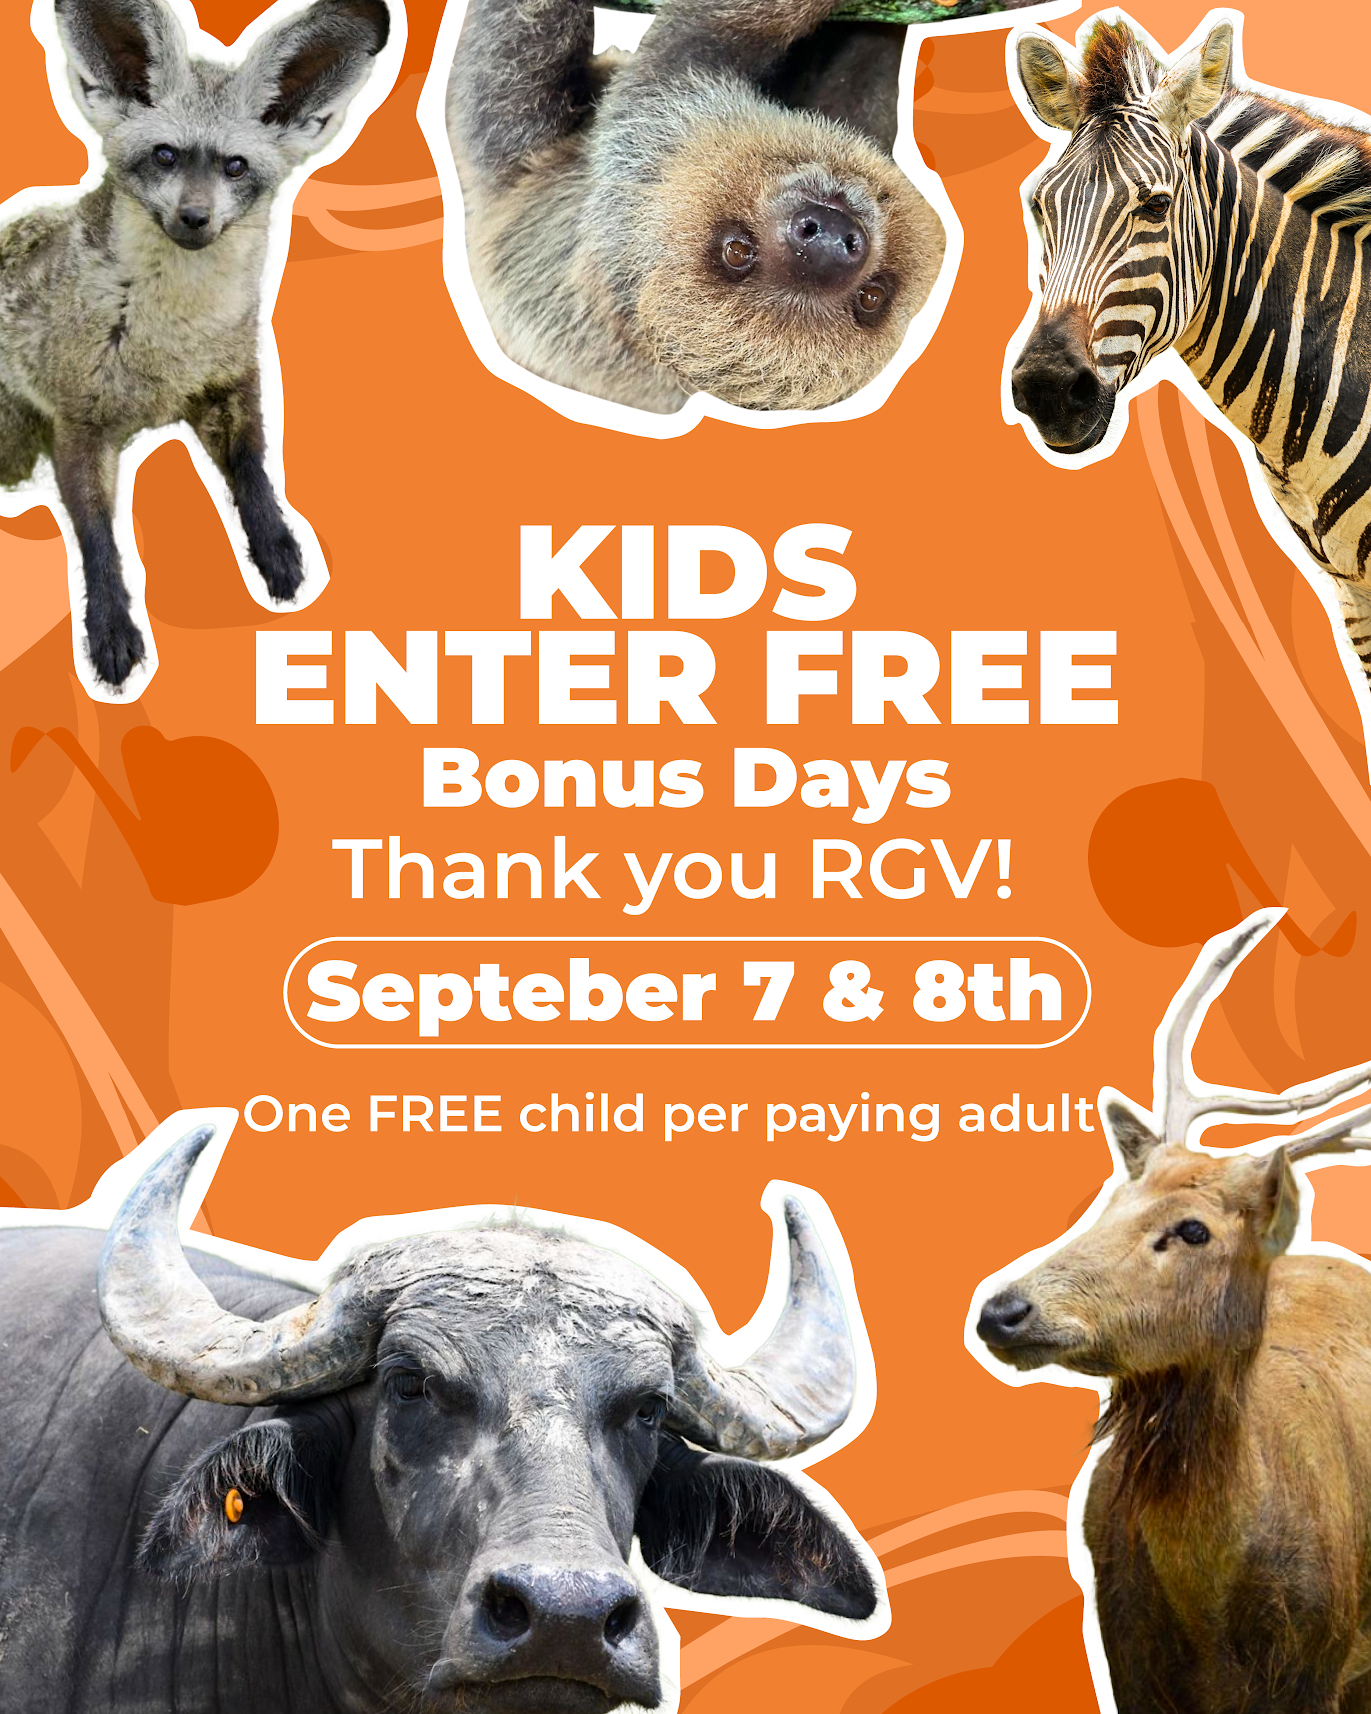 KIDS
ENTER FREE
Bonus Days
Thank you RGV!
Septeber 7 & 8th
One FREE child per paying adult